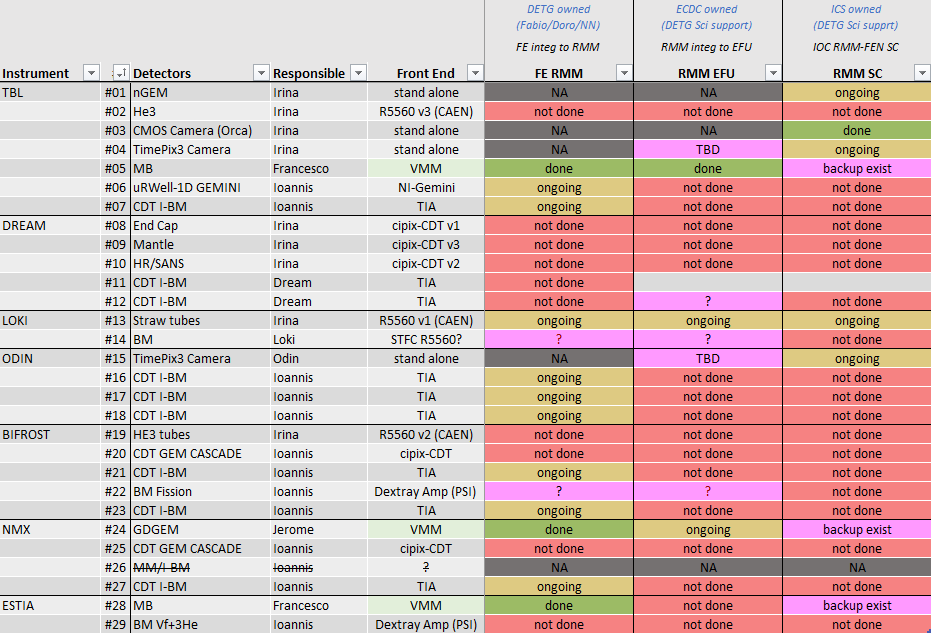 DETG owned ECDC owned ICS owned
(Fabio/Doro/NN) (DETG Sci support) (DETG Sci supprt)
FE integ to RMM RMM integ to EFU IOC RMM-FEN SC
Instrument Detectors Responsible Front End FE RMM RMM EFU RMM SC
TBL #01 nGEM Irina stand alone NA NA ongoing
#02 He3 Irina R5560 v3 (CAEN) not done not done not done
#03 CMOS Camera (Orca) Irina stand alone NA NA done
#04 TimePix3 Camera Irina stand alone NA TBD ongoing
#05 MB Francesco VMM done done backup exist
#06 uRWell-1D GEMINI Ioannis NI-Gemini ongoing not done not done
#07 CDT I-BM Ioannis TIA ongoing not done not done
DREAM #08 End Cap Irina cipix-CDT v1 not done not done not done
#09 Mantle Irina cipix-CDT v3 not done not done not done
#10 HR/SANS Irina cipix-CDT v2 not done not done not done
#11 CDT I-BM Dream TIA not done
#12 CDT I-BM Dream TIA not done ? not done
LOKI #13 Straw tubes Irina R5560 v1 (CAEN) ongoing ongoing ongoing
#14 BM Loki STFC R5560? ? ? not done
ODIN #15 TimePix3 Camera Odin stand alone NA TBD ongoing
#16 CDT I-BM Ioannis TIA ongoing not done not done
#17 CDT I-BM Ioannis TIA ongoing not done not done
#18 CDT I-BM Ioannis TIA ongoing not done not done
BIFROST #19 HE3 tubes Irina R5560 v2 (CAEN) not done not done not done
#20 CDT GEM CASCADE Ioannis cipix-CDT not done not done not done
#21 CDT I-BM Ioannis TIA ongoing not done not done
#22 BM Fission Ioannis Dextray Amp (PSI) ? ? not done
#23 CDT I-BM Ioannis TIA ongoing not done not done
NMX #24 GDGEM Jerome VMM done ongoing backup exist
#25 CDT GEM CASCADE Ioannis cipix-CDT not done not done not done
#26 MM/I-BM Ioannis ? NA NA NA
#27 CDT I-BM Ioannis TIA ongoing not done not done
ESTIA #28 MB Francesco VMM done not done backup exist
#29 BM Vf+3He Ioannis Dextray Amp (PSI) not done not done not done